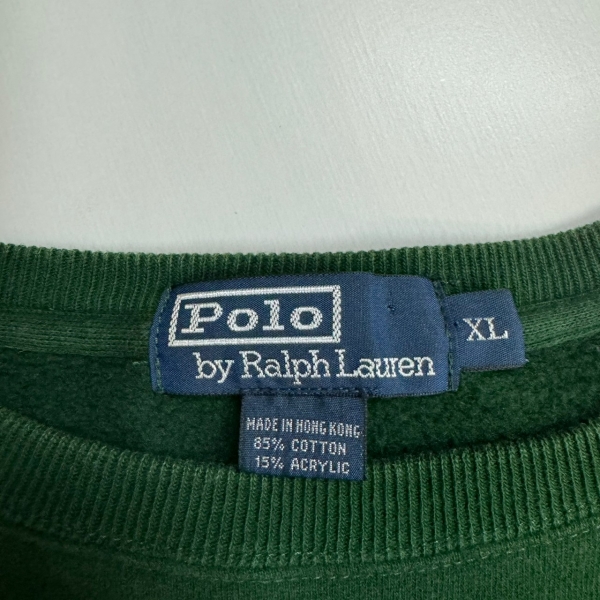 Polo
by Ralph Lauren
XL
MADE IN HONG KONG
85% COTTON
15% ACRYLIC